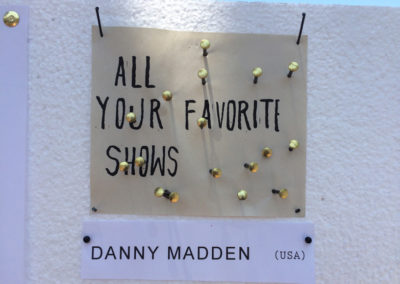 ALL
YOUR FAVORITE
SHOWS
DANNY MADDEN (USA)